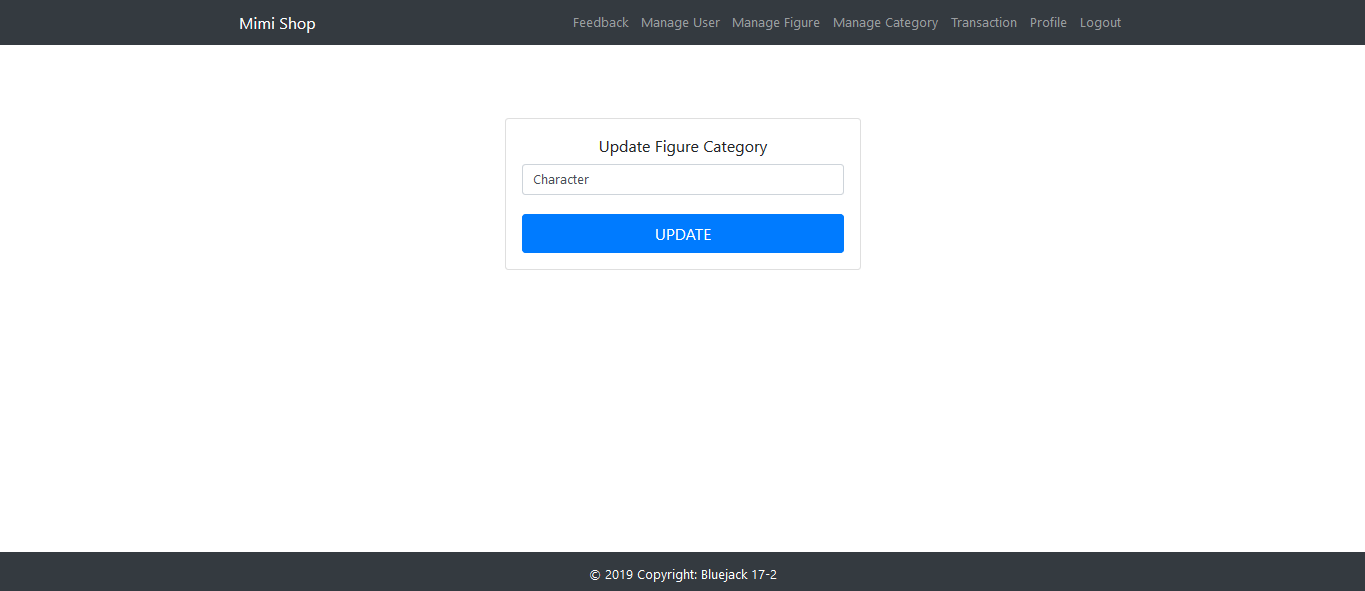 Mimi Shop Feedback Manage User Manage Figure Manage Category Transaction Profile Logout
Update Figure Category
Character
UPDATE
© 2019 Copyright: Bluejack 17-2